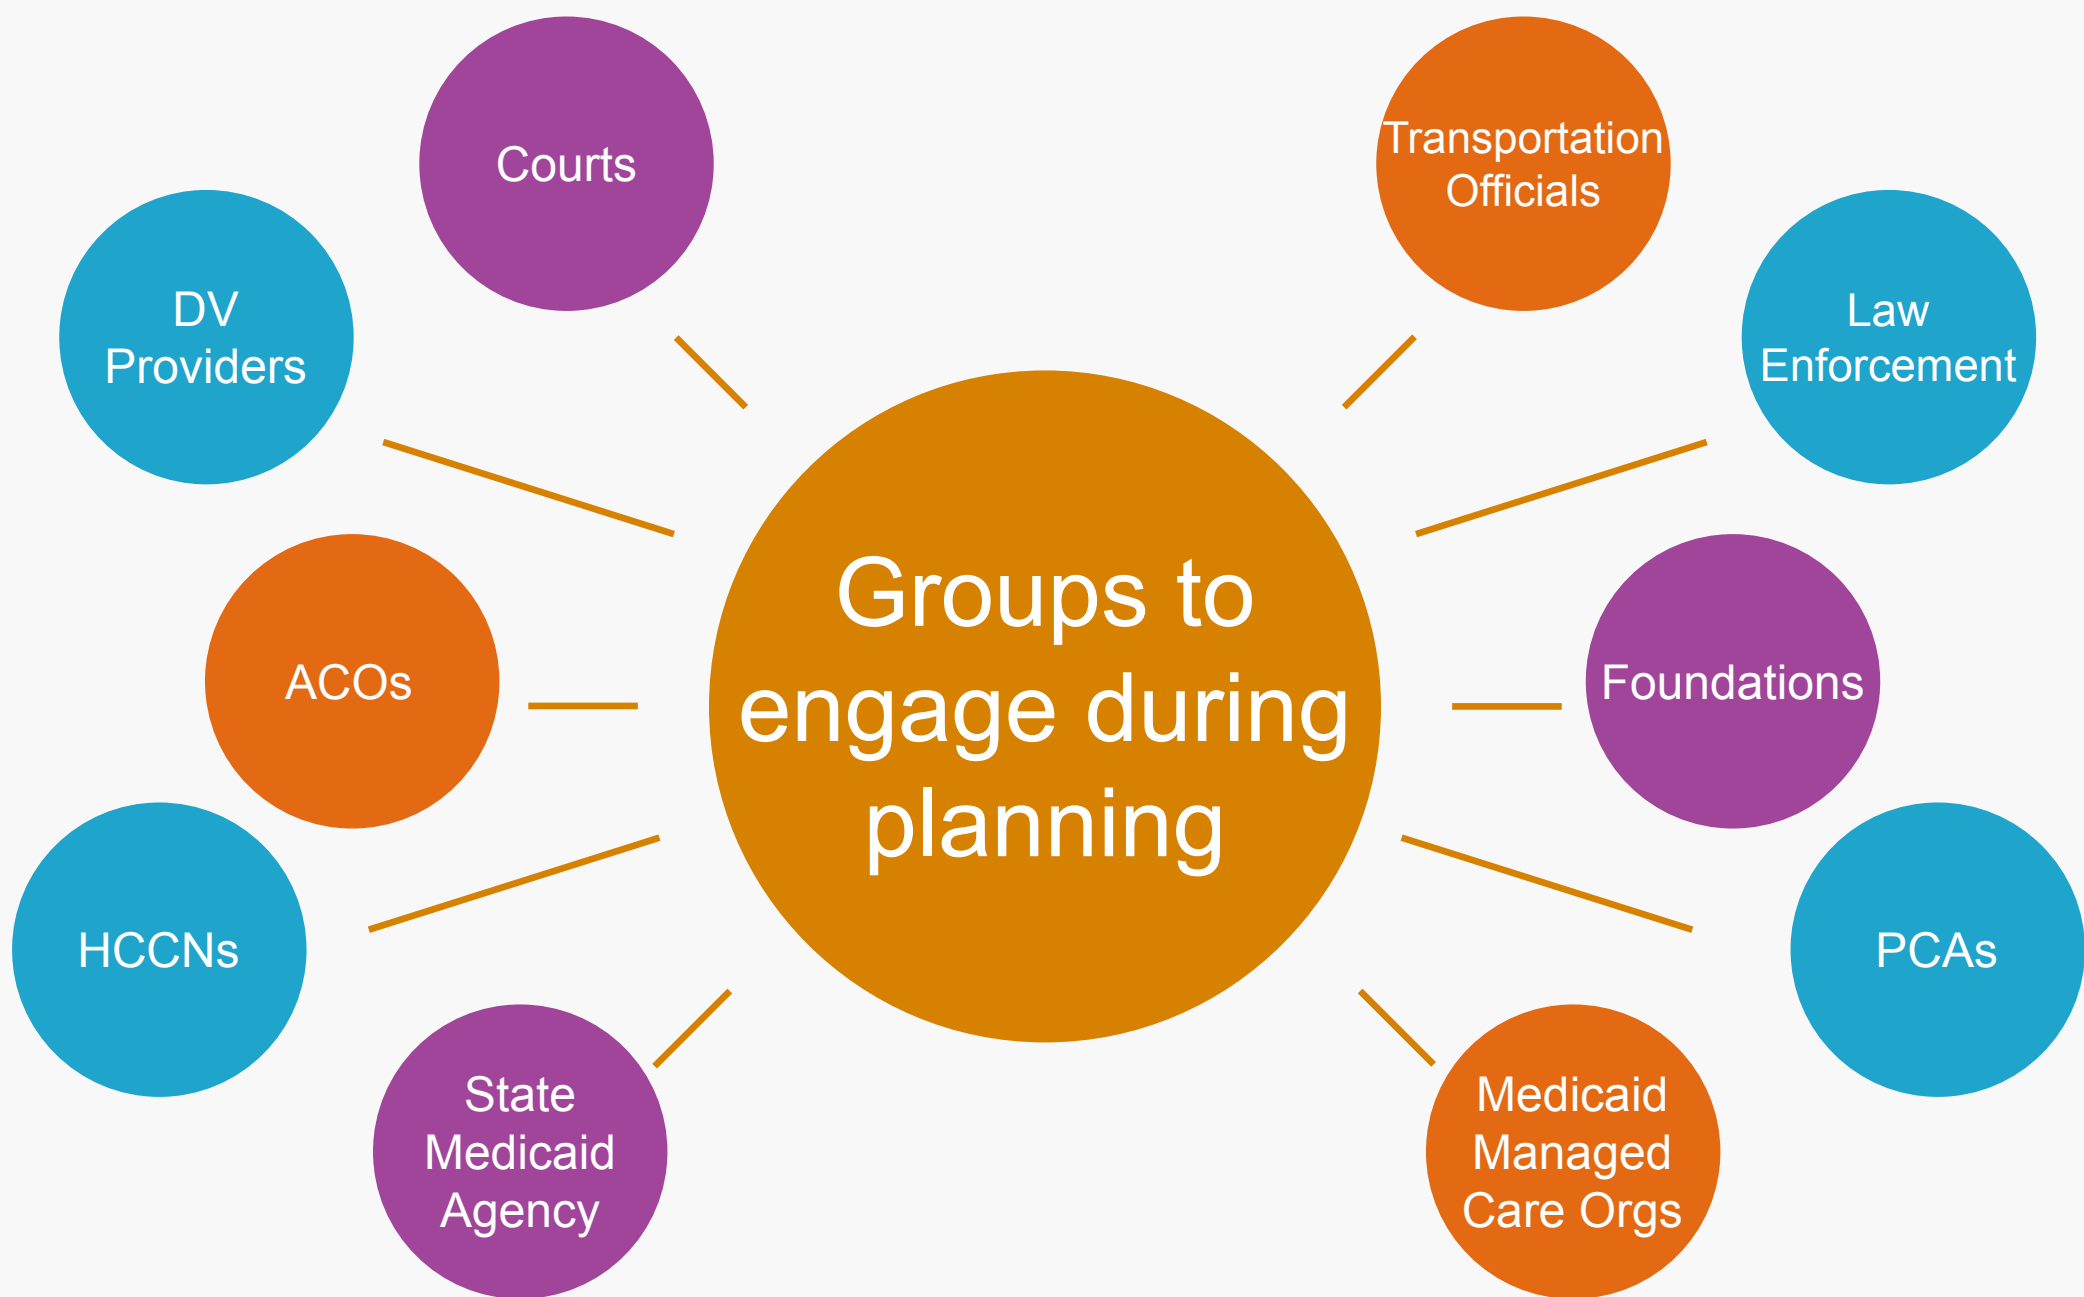 Courts
Transportation
Officials
DV
Providers
Law
Enforcement
Groups to
engage during
planning
ACOs
Foundations
HCCNs
PCAs
State
Medicaid
Agency
Medicaid
Managed
Care Orgs